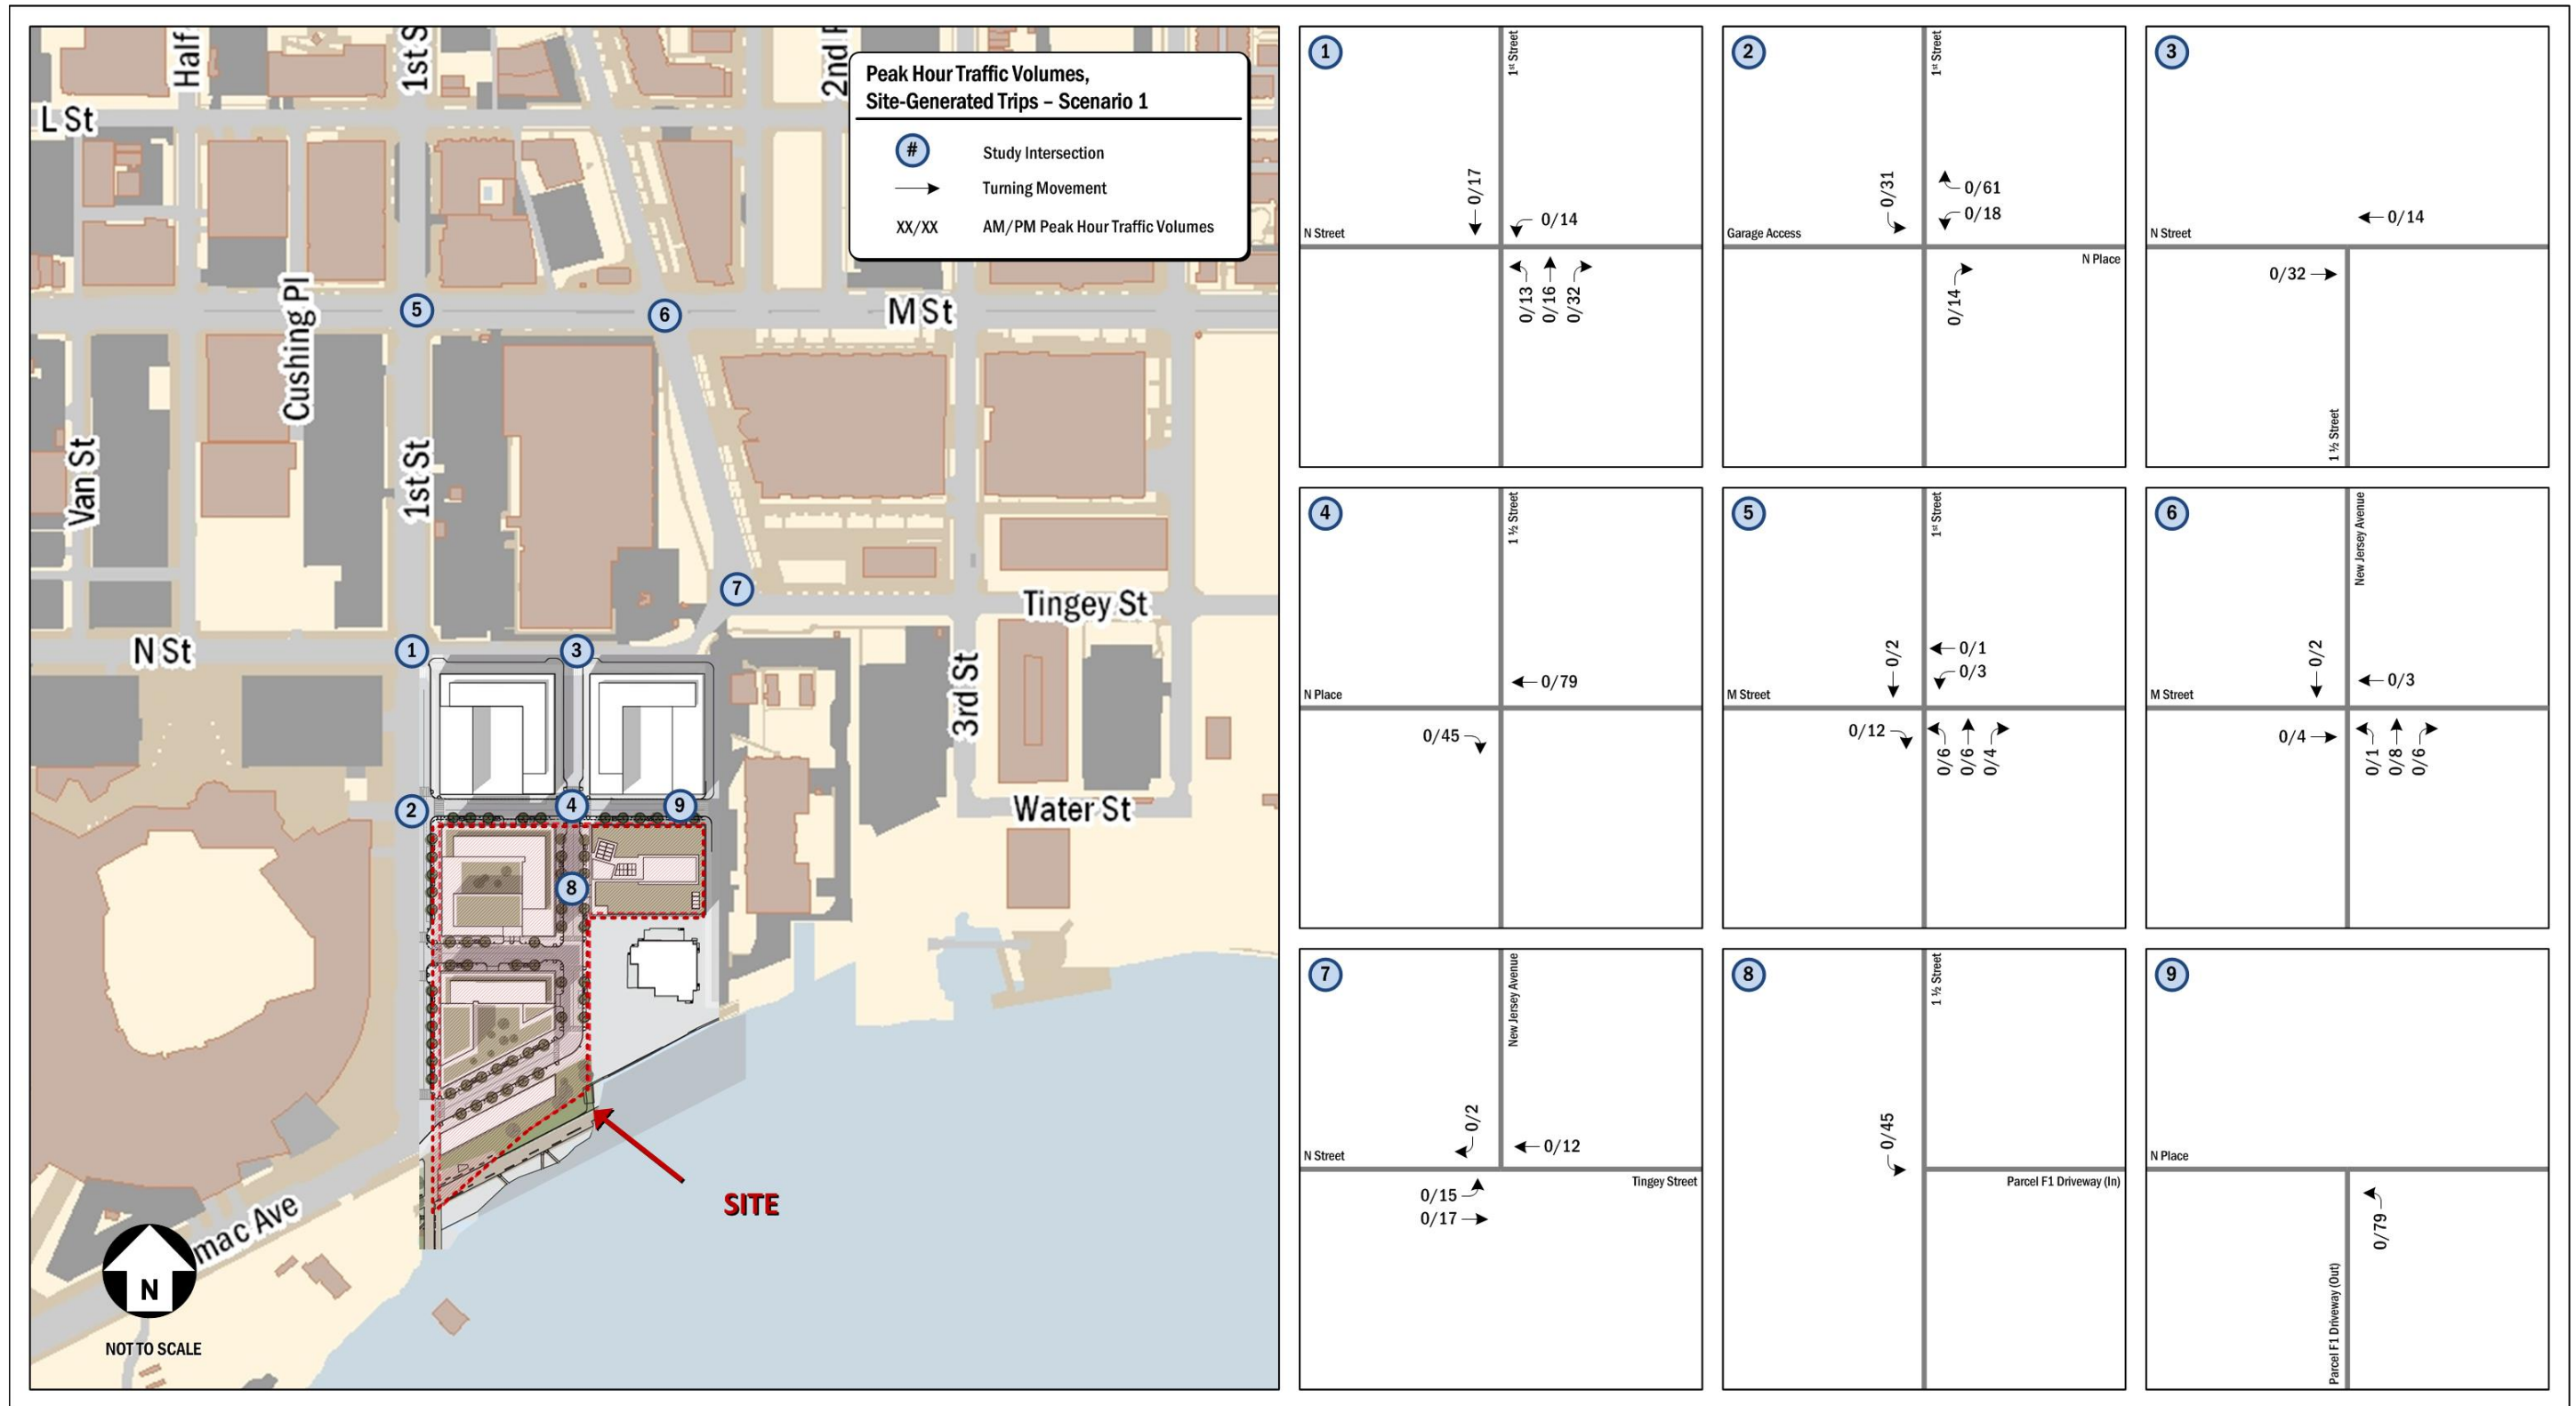 Half
1st S
2nd F
L St
Cushing Pl
M St
Van St
1st St
Tingey St
N St
3rd St
Water St
mac Ave
SITE
N
NOT TO SCALE
5
6
7
1
3
2
4
9
8
Peak Hour Traffic Volumes,
Site-Generated Trips – Scenario 1
# Study Intersection
Turning Movement
XX/XX AM/PM Peak Hour Traffic Volumes
1
1st Street
N Street
0/17
0/14
0/13
0/16
0/32
2
1st Street
Garage Access
N Place
0/31
0/61
0/18
0/14
3
N Street
0/14
0/32
1 ½ Street
4
1 ½ Street
N Place
0/79
0/45
5
1st Street
M Street
0/2
0/1
0/3
0/12
0/6
0/6
0/4
6
New Jersey Avenue
M Street
0/2
0/3
0/4
0/1
0/8
0/6
7
New Jersey Avenue
N Street
0/2
0/12
Tingey Street
0/15
0/17
8
1 ½ Street
0/45
Parcel F1 Driveway (In)
9
N Place
0/79
Parcel F1 Driveway (Out)